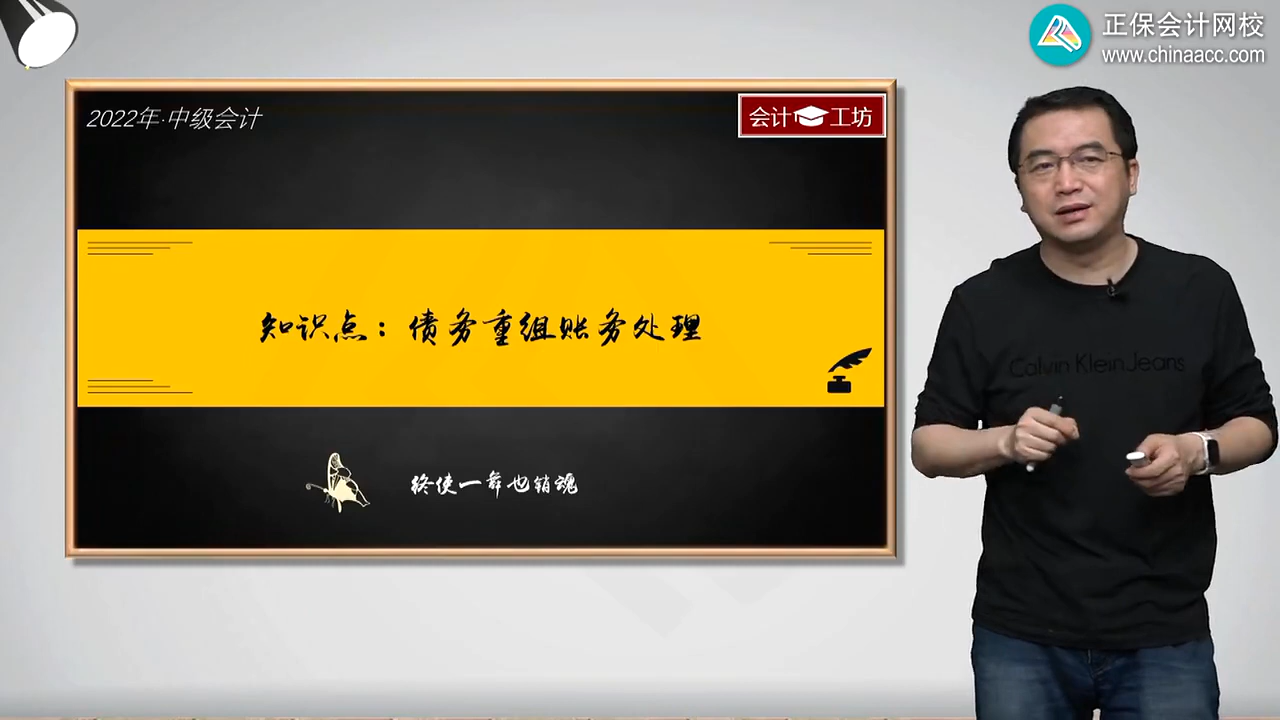 正保会计网校
www.chinaacc.com
2022年·中级会计
会计工坊
知识点：债务重组账务处理
终使一舞也销魂
Calvin Klein Jeans